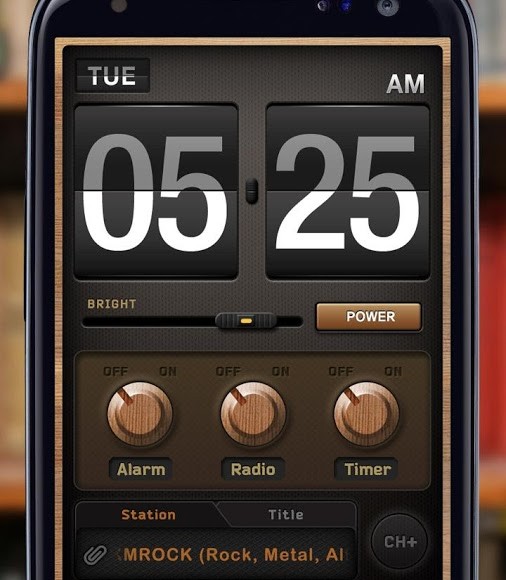 TUE
AM
05 25
BRIGHT
POWER
OFF ON OFF ON OFF ON
Alarm Radio Timer
Station Title
MROCK (Rock, Metal, Al
CH+